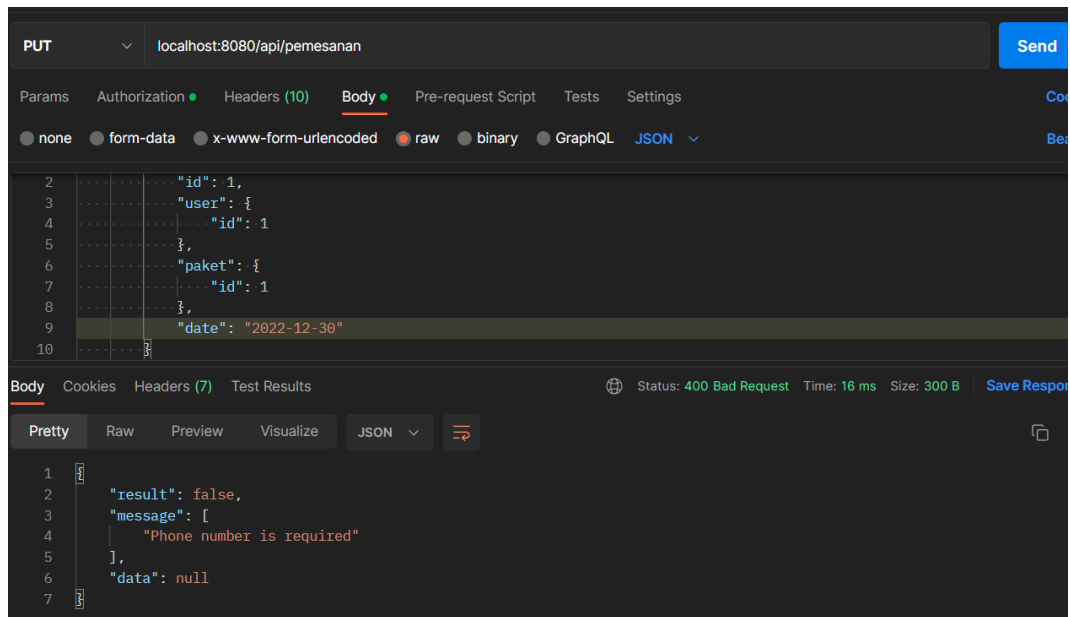 PUT localhost:8080/api/pemesanan Send
Params Authorization Headers (10) Body Pre-request Script Tests Settings Coo
none form-data x-www-form-urlencoded raw binary GraphQL JSON Bea
2 "id": 1,
3 "user": {
4 "id": 1
5 },
6 "paket": {
7 "id": 1
8 },
9 "date": "2022-12-30"
10 }
Body Cookies Headers (7) Test Results Status: 400 Bad Request Time: 16 ms Size: 300 B Save Respon
Pretty Raw Preview Visualize JSON
1 {
2 "result": false,
3 "message": [
4 "Phone number is required"
5 ],
6 "data": null
7 }